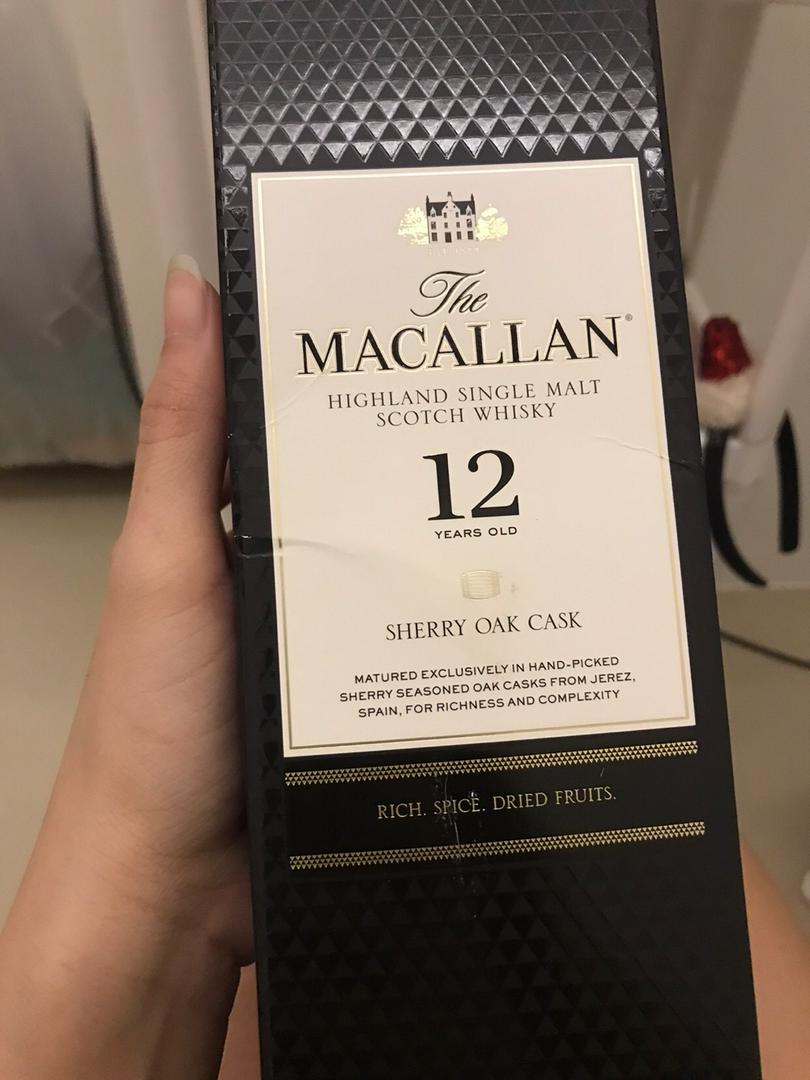 The
MACALLAN®
HIGHLAND SINGLE MALT
SCOTCH WHISKY
12
YEARS OLD
SHERRY OAK CASK
MATURED EXCLUSIVELY IN HAND-PICKED
SHERRY SEASONED OAK CASKS FROM JEREZ,
SPAIN, FOR RICHNESS AND COMPLEXITY
RICH. SPICE. DRIED FRUITS.